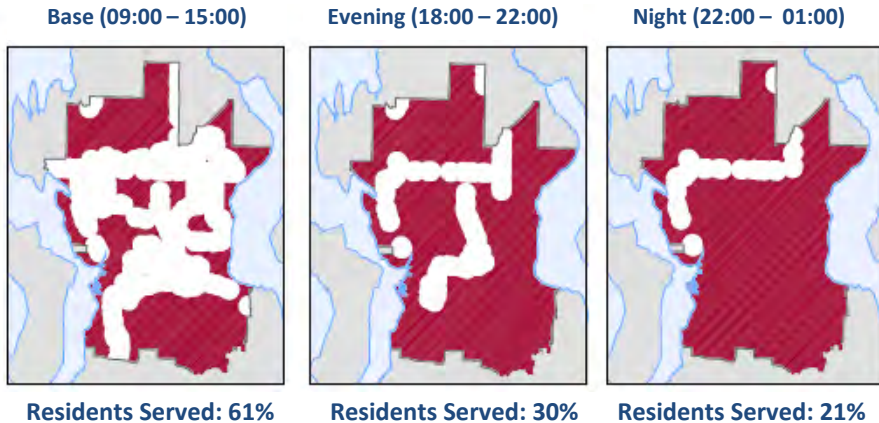 Base (09:00 – 15:00)
Evening (18:00 – 22:00)
Night (22:00 – 01:00)
Residents Served: 61%
Residents Served: 30%
Residents Served: 21%